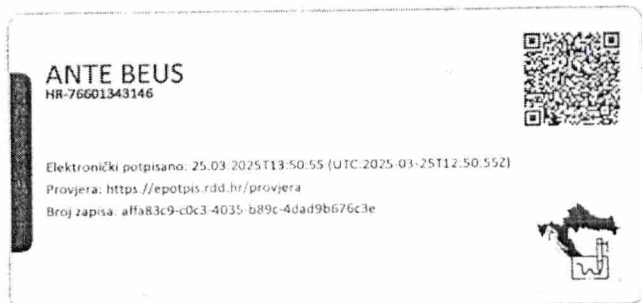 ANTE BEUS
HR-76601343146
Elektronički potpisano: 25.03.2025T13:50:55 (UTC:2025-03-25T12:50:55Z)
Provjera: https://epotpis.rdd.hr/provjera
Broj zapisa: affa83c9-c0c3-4035-b89c-4dad9b676c3e